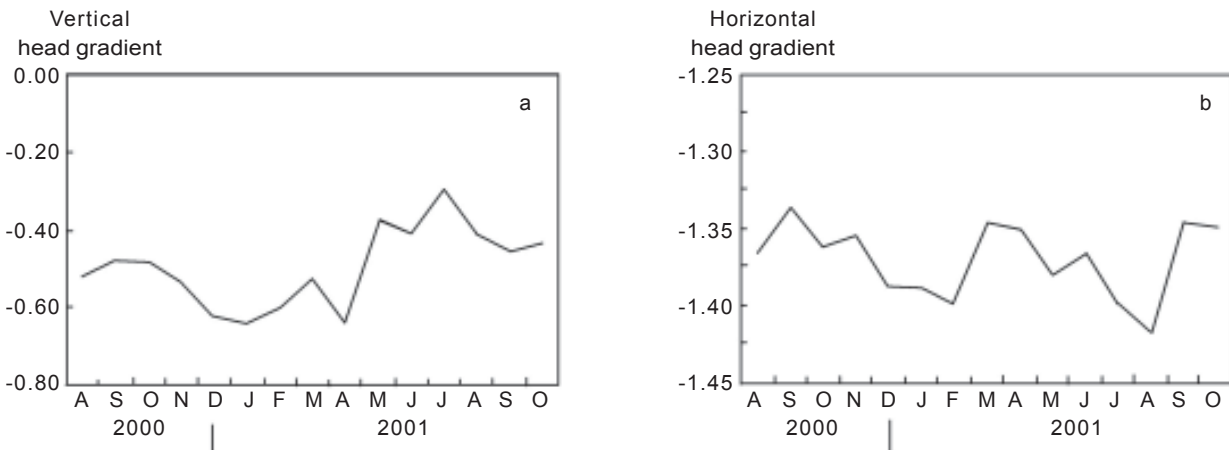 Vertical
head gradient
0.00
-0.20
-0.40
-0.60
-0.80
a
A S O N D J F M A M J J A S O
2000 2001
Horizontal
head gradient
-1.25
-1.30
-1.35
-1.40
-1.45
b
A S O N D J F M A M J J A S O
2000 2001